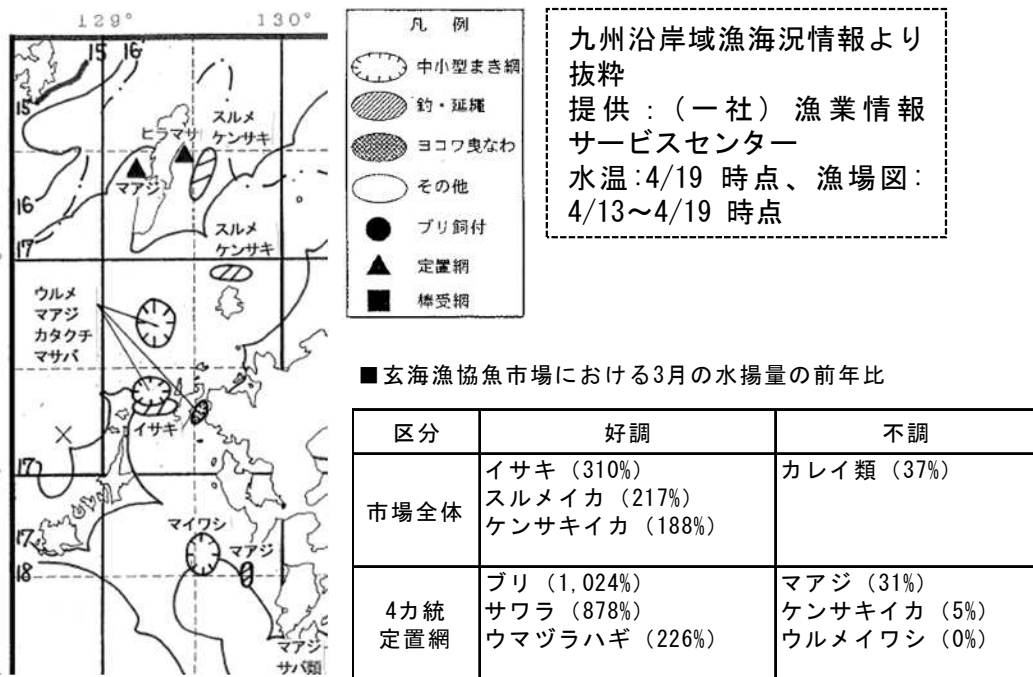 129°
130°
15
16
15
スルメ
ケンサキ
ヒラマサ
マアジ
16
17
スルメ
ケンサキ
ウルメ
マアジ
カタクチ
マサバ
イサキ
17
17
マイワシ
マアジ
18
マアジ
サバ類
凡 例
中小型まき網
釣・延縄
ヨコワ曳なわ
その他
ブリ飼付
定置網
棒受網
九州沿岸域漁海況情報より
抜粋
提供：（一社）漁業情報
サービスセンター
水温:4/19 時点、漁場図:
4/13～4/19 時点
■玄海漁協魚市場における3月の水揚量の前年比
区分 好調 不調
市場全体
イサキ (310%)
スルメイカ (217%)
ケンサキイカ (188%)
カレイ類 (37%)
4カ統
定置網
ブリ (1,024%)
サワラ (878%)
ウマヅラハギ (226%)
マアジ (31%)
ケンサキイカ (5%)
ウルメイワシ (0%)